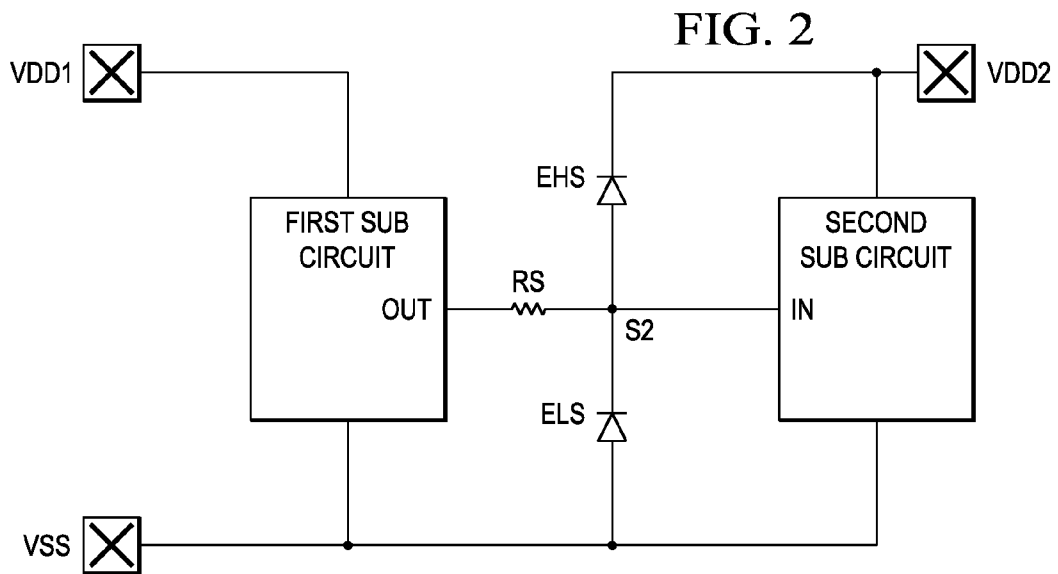 FIG. 2
VDD1
VDD2
EHS
FIRST SUB
CIRCUIT
SECOND
SUB CIRCUIT
RS
OUT
S2
IN
ELS
VSS